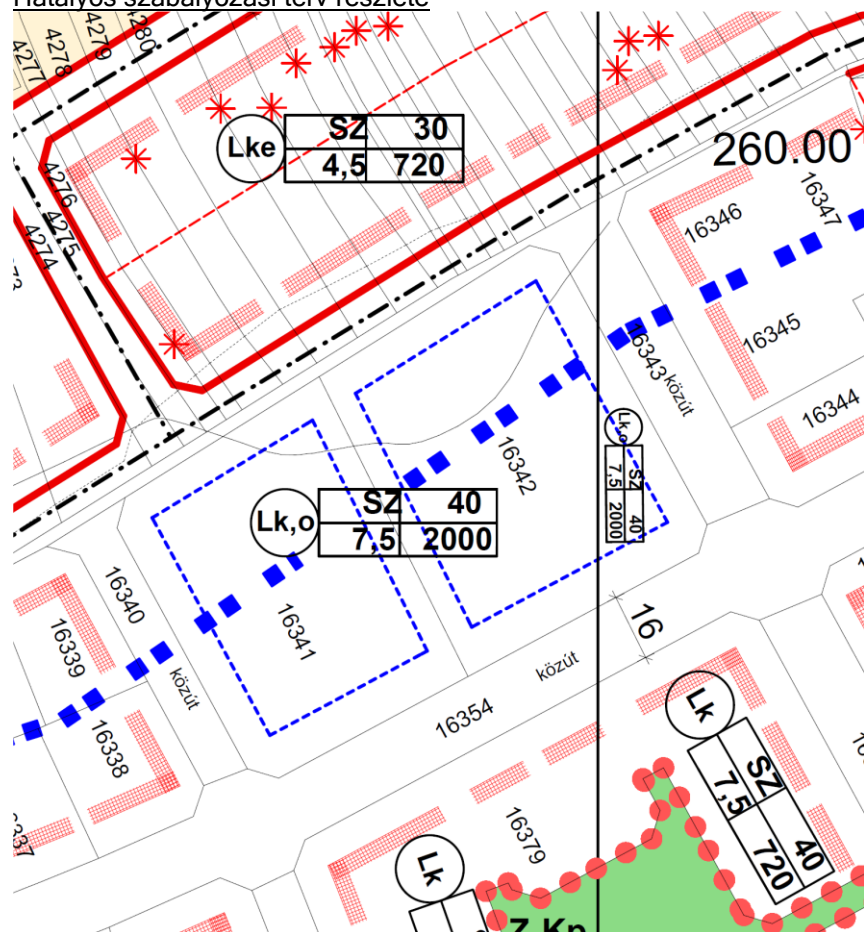 Hatályos szabályozási terv részlete
4277
4278
4279
4280
Lke
SZ 30
4,5 720
260.00
4276
4275
4274
16346
16347
16345
16343 közút
16344
Lk,o
SZ 40
7,5 2000
16342
Lk,o
SZ 40
7,5 2000
16340
közút
16341
16339
16338
16354
közút
16
Lk
SZ 40
7,5 720
16379
Lk
Z-Kp